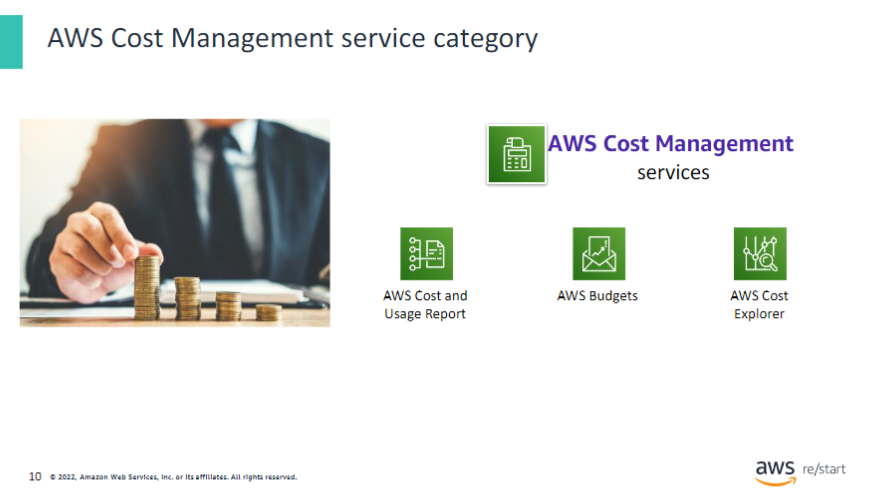 AWS Cost Management service category
AWS Cost Management
services
AWS Cost and
Usage Report
AWS Budgets
AWS Cost
Explorer
10 © 2022, Amazon Web Services, Inc. or its affiliates. All rights reserved.
aws re/start